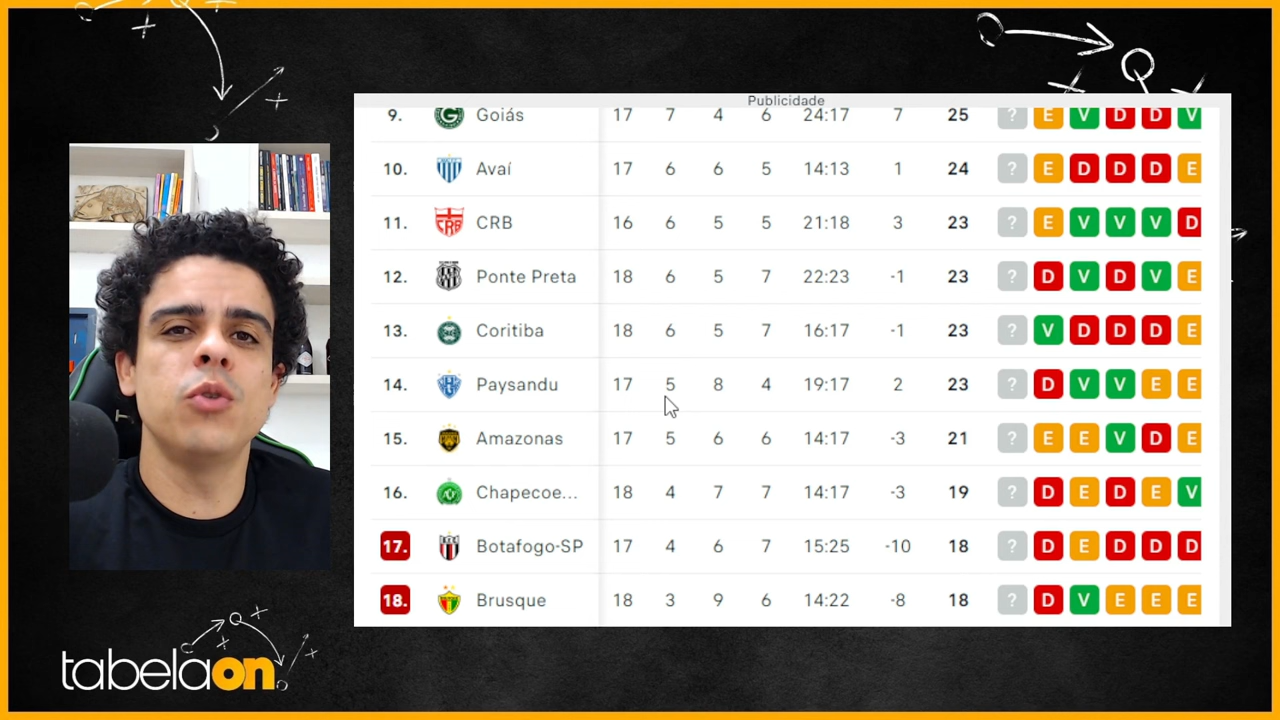 Publicidade
9. Goiás 17 7 4 6 24:17 7 25 ? E V D D V
10. Avaí 17 6 6 5 14:13 1 24 ? E D D D E
11. CRB 16 6 5 5 21:18 3 23 ? E V V V D
12. Ponte Preta 18 6 5 7 22:23 -1 23 ? D V D V E
13. Coritiba 18 6 5 7 16:17 -1 23 ? V D D D E
14. Paysandu 17 5 8 4 19:17 2 23 ? D V V E E
15. Amazonas 17 5 6 6 14:17 -3 21 ? E E V D E
16. Chapecoe... 18 4 7 7 14:17 -3 19 ? D E D E V
17. Botafogo-SP 17 4 6 7 15:25 -10 18 ? D E D D D
18. Brusque 18 3 9 6 14:22 -8 18 ? D V E E E
tabelaon